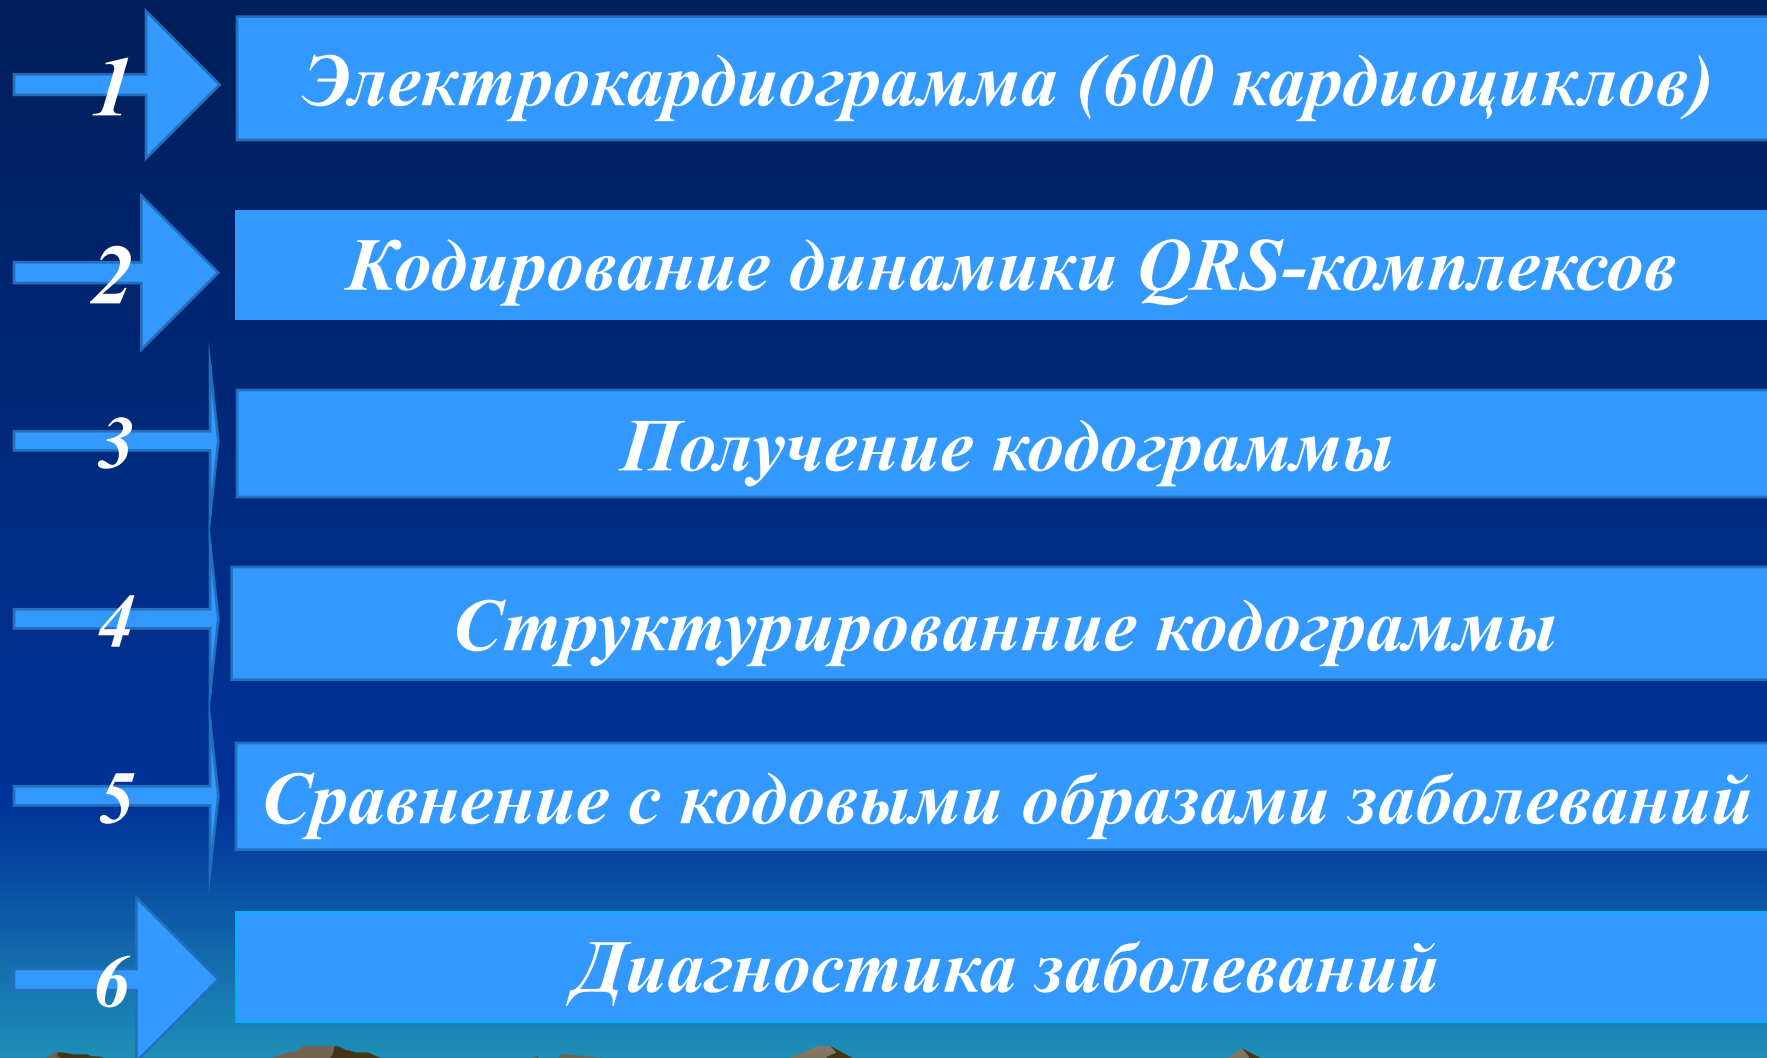 1 Электрокардиограмма (600 кардиоциклов)
2 Кодирование динамики QRS-комплексов
3 Получение кодограммы
4 Структурированние кодограммы
5 Сравнение с кодовыми образами заболеваний
6 Диагностика заболеваний